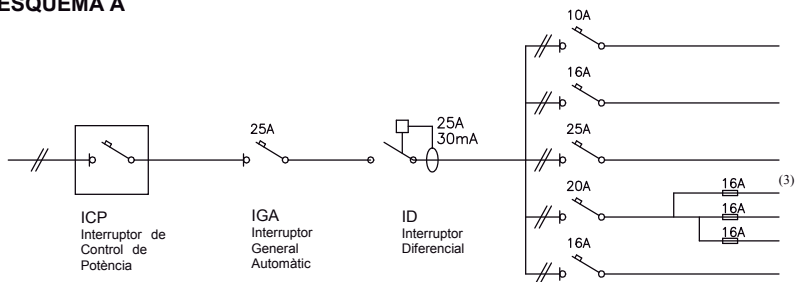 ESQUEMA A
10A
16A
25A
25A
30mA
25A
20A
16A
(3)
16A
16A
16A
ICP
Interruptor de
Control de
Potència
IGA
Interruptor
General
Automàtic
ID
Interruptor
Diferencial